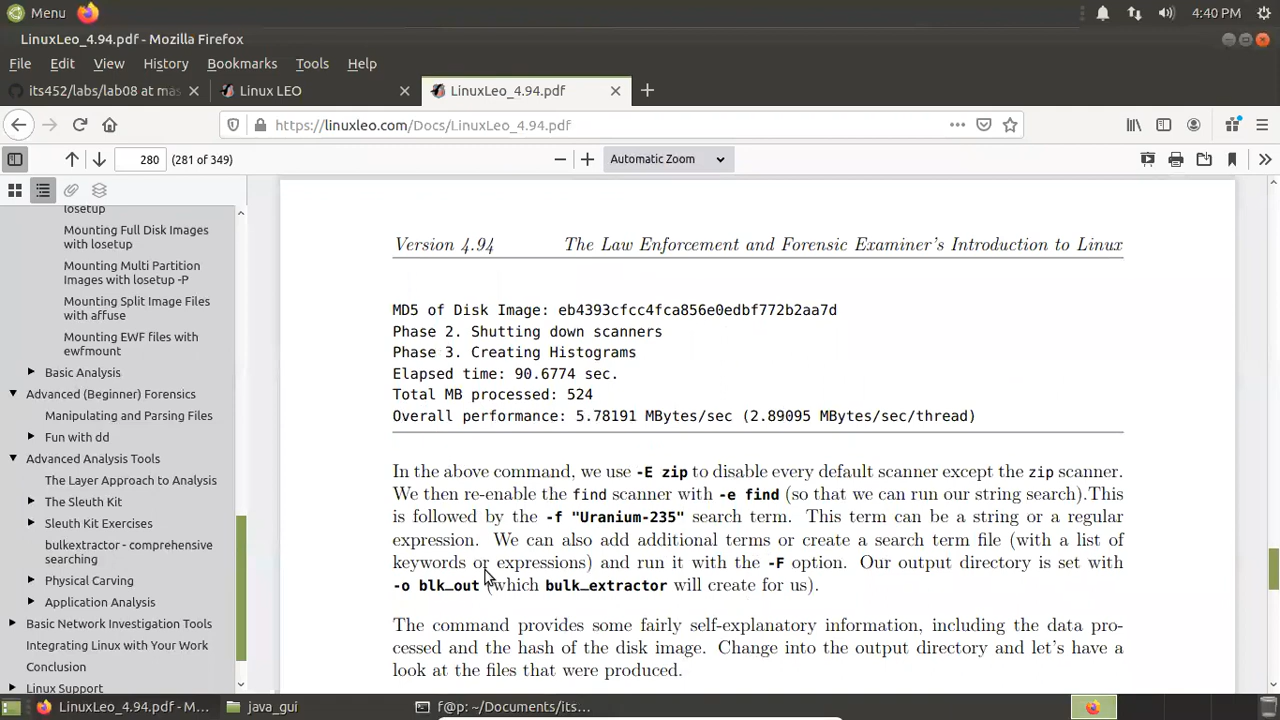 Menu
4:40 PM
LinuxLeo_4.94.pdf - Mozilla Firefox
File Edit View History Bookmarks Tools Help
its452/labs/lab08 at mas
Linux LEO
LinuxLeo_4.94.pdf
https://linuxleo.com/Docs/LinuxLeo_4.94.pdf
280 (281 of 349)
Automatic Zoom
losetup
Mounting Full Disk Images
with losetup
Mounting Multi Partition
Images with losetup -P
Mounting Split Image Files
with affuse
Mounting EWF files with
ewfmount
Basic Analysis
Advanced (Beginner) Forensics
Manipulating and Parsing Files
Fun with dd
Advanced Analysis Tools
The Layer Approach to Analysis
The Sleuth Kit
Sleuth Kit Exercises
bulkextractor - comprehensive
searching
Physical Carving
Application Analysis
Basic Network Investigation Tools
Integrating Linux with Your Work
Conclusion
Linux Support
Version 4.94 The Law Enforcement and Forensic Examiner's Introduction to Linux
MD5 of Disk Image: eb4393cfcc4fca856e0edbf772b2aa7d
Phase 2. Shutting down scanners
Phase 3. Creating Histograms
Elapsed time: 90.6774 sec.
Total MB processed: 524
Overall performance: 5.78191 MBytes/sec (2.89095 MBytes/sec/thread)
In the above command, we use -E zip to disable every default scanner except the zip scanner.
We then re-enable the find scanner with -e find (so that we can run our string search).This
is followed by the -f "Uranium-235" search term. This term can be a string or a regular
expression. We can also add additional terms or create a search term file (with a list of
keywords or expressions) and run it with the -F option. Our output directory is set with
-o blk_out (which bulk_extractor will create for us).
The command provides some fairly self-explanatory information, including the data pro-
cessed and the hash of the disk image. Change into the output directory and let's have a
look at the files that were produced.
LinuxLeo_4.94.pdf - M...
java_gui
f@p: ~/Documents/its...